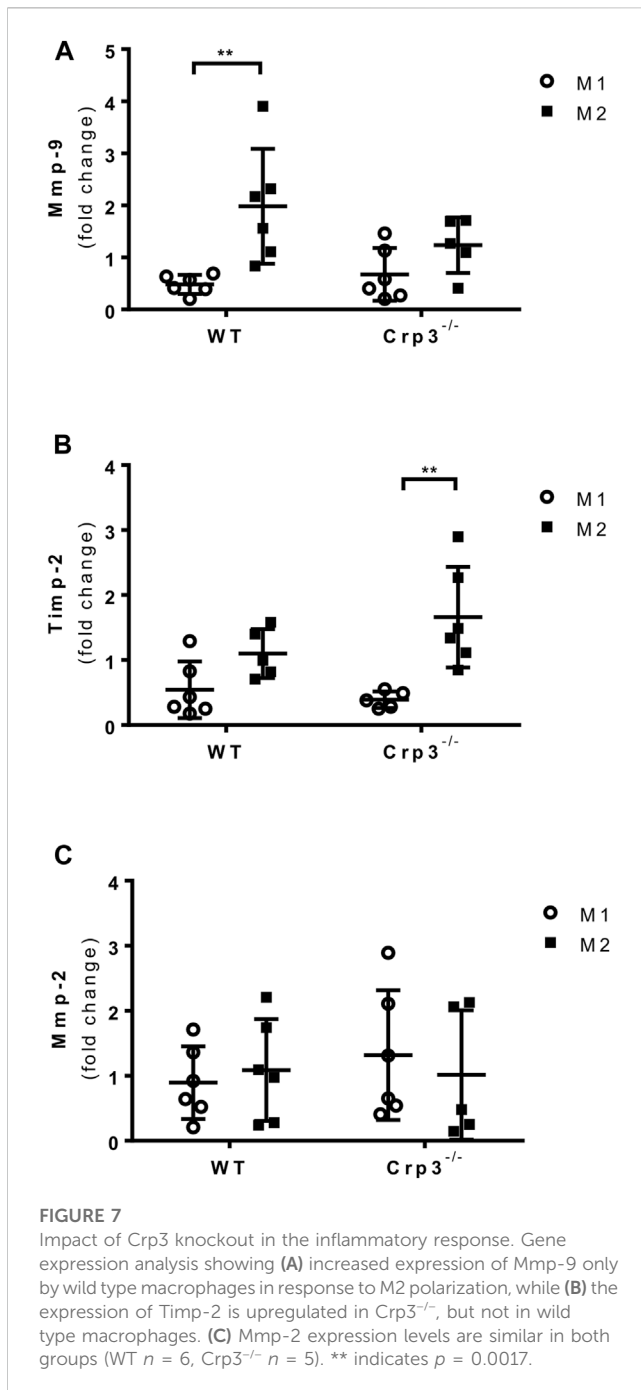 A
Mmp-9
(fold change)
5
4
3
2
1
0
**
M1
M2
WT
Crp3-/-
B
Timp-2
(fold change)
4
3
2
1
0
**
M1
M2
WT
Crp3-/-
C
Mmp-2
(fold change)
4
3
2
1
0
M1
M2
WT
Crp3-/-
FIGURE 7
Impact of Crp3 knockout in the inflammatory response. Gene
expression analysis showing (A) increased expression of Mmp-9 only
by wild type macrophages in response to M2 polarization, while (B) the
expression of Timp-2 is upregulated in Crp3−/−, but not in wild
type macrophages. (C) Mmp-2 expression levels are similar in both
groups (WT n = 6, Crp3−/− n = 5). ** indicates p = 0.0017.